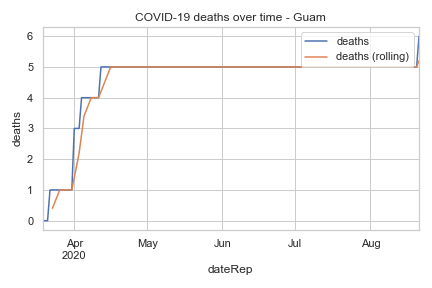 COVID-19 deaths over time - Guam
deaths
deaths (rolling)
6
5
4
3
2
1
0
deaths
Apr
2020
May
Jun
Jul
Aug
dateRep